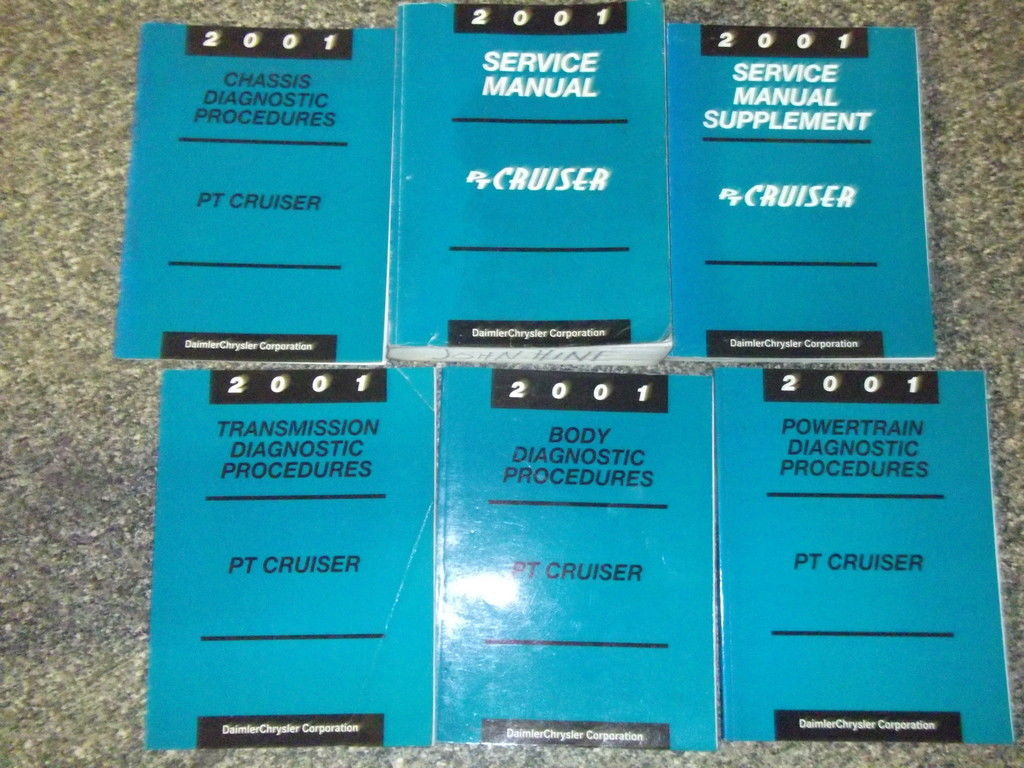 2001
CHASSIS
DIAGNOSTIC
PROCEDURES
PT CRUISER
DaimlerChrysler Corporation
2001
SERVICE
MANUAL
PT CRUISER
DaimlerChrysler Corporation
JOHN HINE
2001
SERVICE
MANUAL
SUPPLEMENT
PT CRUISER
DaimlerChrysler Corporation
2001
TRANSMISSION
DIAGNOSTIC
PROCEDURES
PT CRUISER
DaimlerChrysler Corporation
2001
BODY
DIAGNOSTIC
PROCEDURES
PT CRUISER
DaimlerChrysler Corporation
2001
POWERTRAIN
DIAGNOSTIC
PROCEDURES
PT CRUISER
DaimlerChrysler Corporation